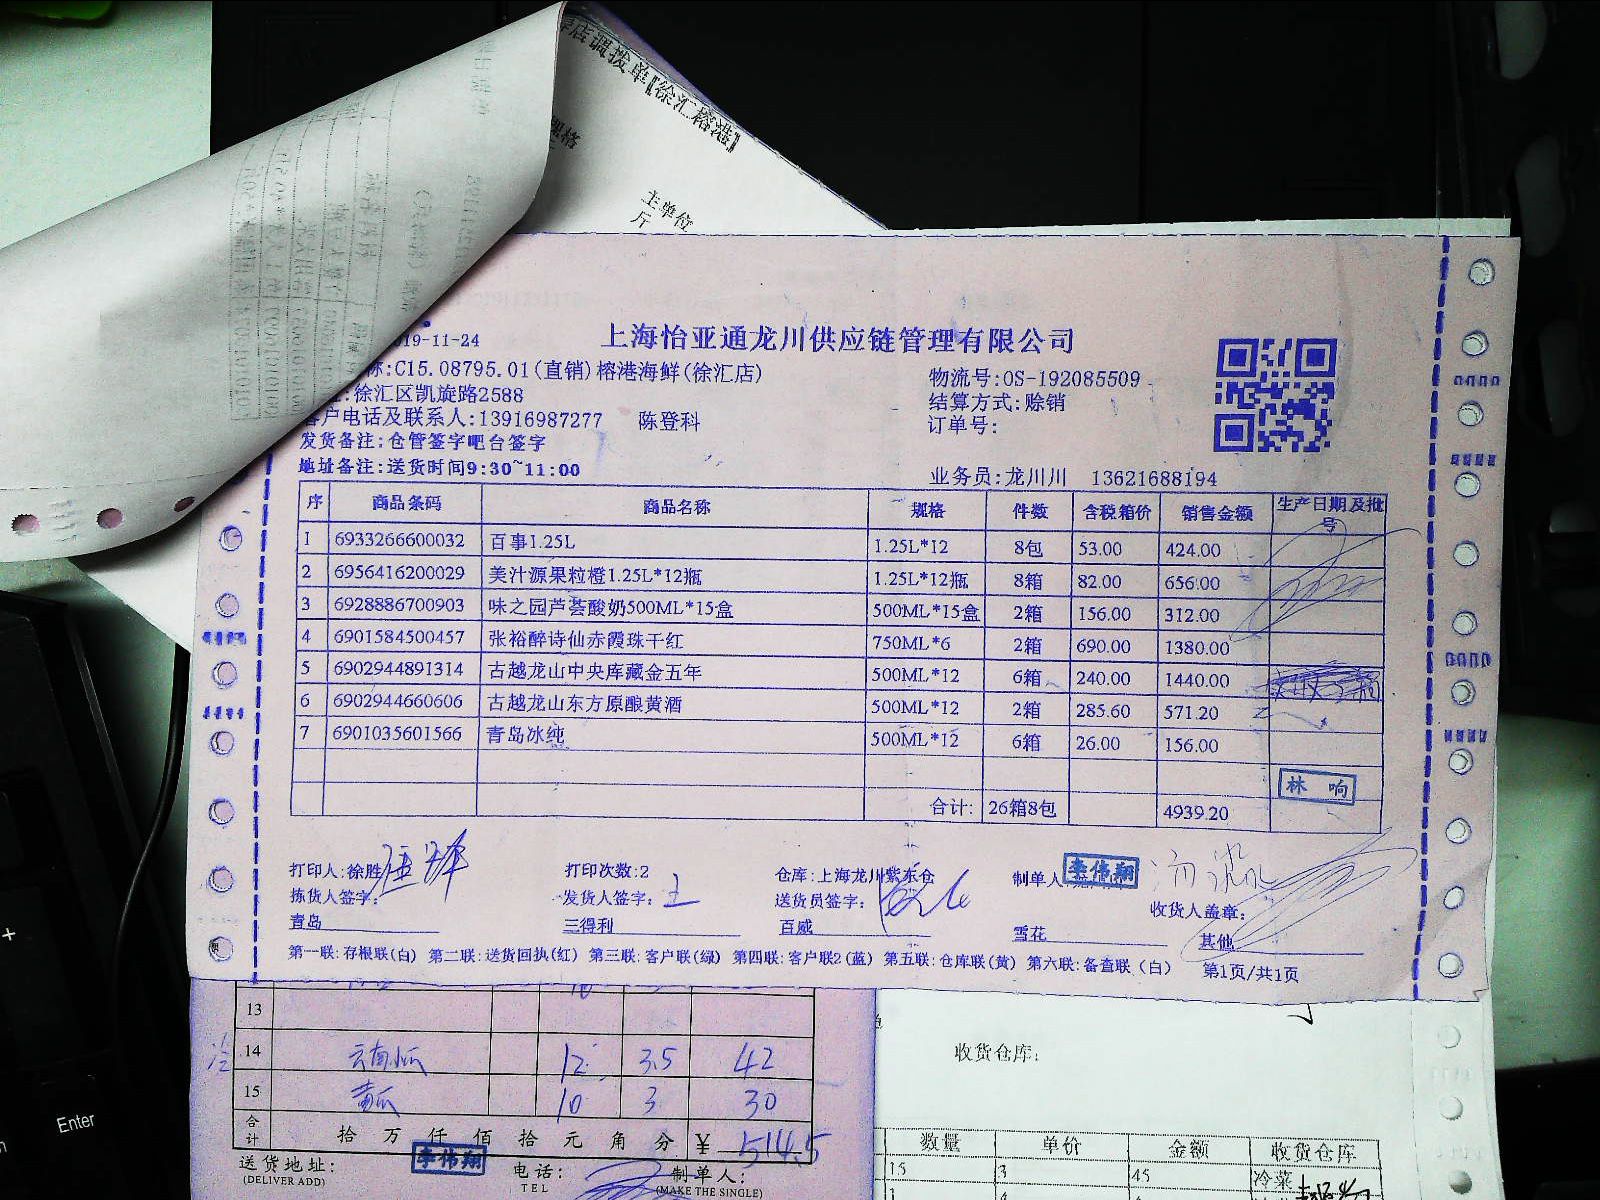 店调拨单【徐汇榕港】
规格
主单位
斤
19-11-24
上海怡亚通龙川供应链管理有限公司
称:C15.08795.01(直销)榕港海鲜(徐汇店)
物流号:OS-192085509
:徐汇区凯旋路2588
结算方式:赊销
客户电话及联系人:13916987277 陈登科
订单号:
发货备注:仓管签字吧台签字
地址备注:送货时间9:30~11:00
业务员:龙川川 13621688194
序 商品条码 商品名称 规格 件数 含税箱价 销售金额 生产日期及批号
1 6933266600032 百事1.25L 1.25L*12 8包 53.00 424.00
2 6956416200029 美汁源果粒橙1.25L*12瓶 1.25L*12瓶 8箱 82.00 656.00
3 6928886700903 味之园芦荟酸奶500ML*15盒 500ML*15盒 2箱 156.00 312.00
4 6901584500457 张裕醉诗仙赤霞珠干红 750ML*6 2箱 690.00 1380.00
5 6902944891314 古越龙山中央库藏金五年 500ML*12 6箱 240.00 1440.00
6 6902944660606 古越龙山东方原酿黄酒 500ML*12 2箱 285.60 571.20
7 6901035601566 青岛冰纯 500ML*12 6箱 26.00 156.00
林响
合计: 26箱8包 4939.20
打印人:徐胜 打印次数:2 仓库:上海龙川紫东仓 制单人 李伟翔
拣货人签字: 发货人签字: 王 送货员签字: 收货人盖章:
青岛 三得利 百威 雪花 其他
第一联:存根联(白) 第二联:送货回执(红) 第三联:客户联(绿) 第四联:客户联2(蓝) 第五联:仓库联(黄) 第六联:备查联(白) 第1页/共1页
13
14 云南小瓜 12 3.5 42
15 黄瓜 10 3 30
合计 拾 万 仟 佰 拾 元 角 分 ¥ 514.5
送货地址: 李伟翔 电话: 制单人:
(DELIVER ADD) TEL (MAKE THE SINGLE)
收货仓库:
数量 单价 金额 收货仓库
15 3 45 冷菜
Enter